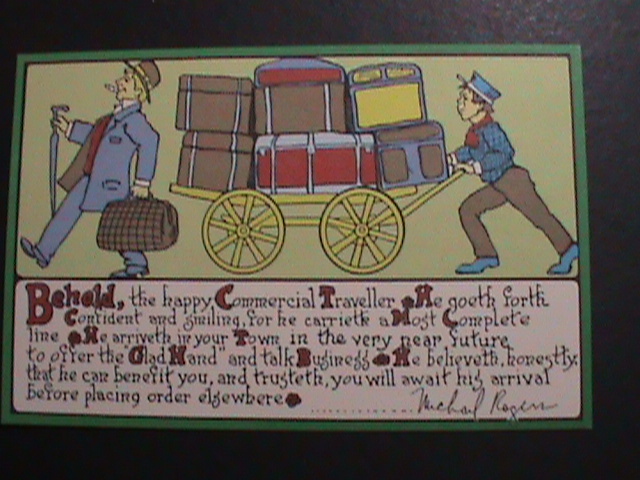 Behold, the happy Commercial Traveller He goeth forth
Confident and smiling, for he carrieth a Most Complete
line He arriveth in your Town in the very near future
to offer the "Glad Hand" and talk Business He believeth, honestly,
that he can benefit you, and trusteth, you will await his arrival
before placing order elsewhere
Michael Rogers